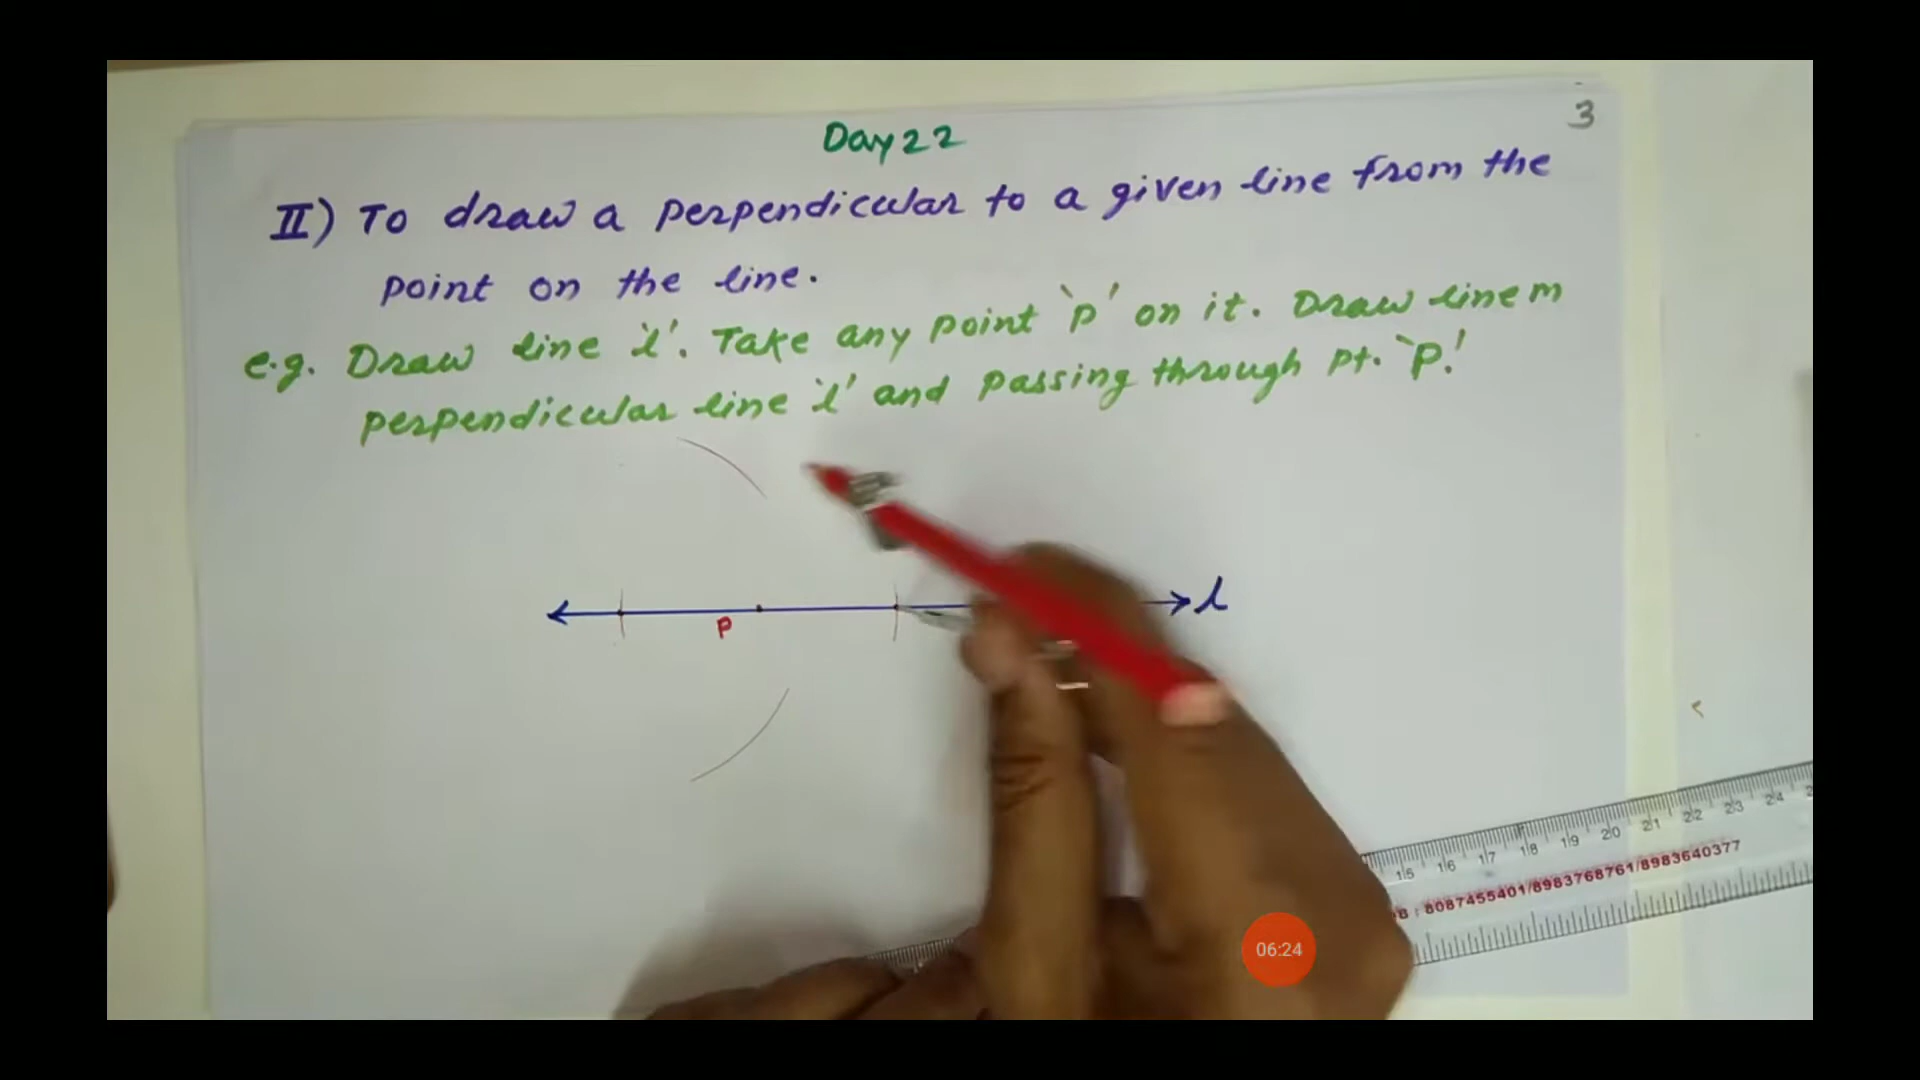 Day 22
3
II) To draw a perpendicular to a given line from the
point on the line.
e.g. Draw line 'l'. Take any point 'p' on it. Draw line m
perpendicular line 'l' and passing through pt. 'p'.
l
P
15 16 17 18 19 20 21 22 23 24
: 8087455401/8983768761/8983640377
06:24